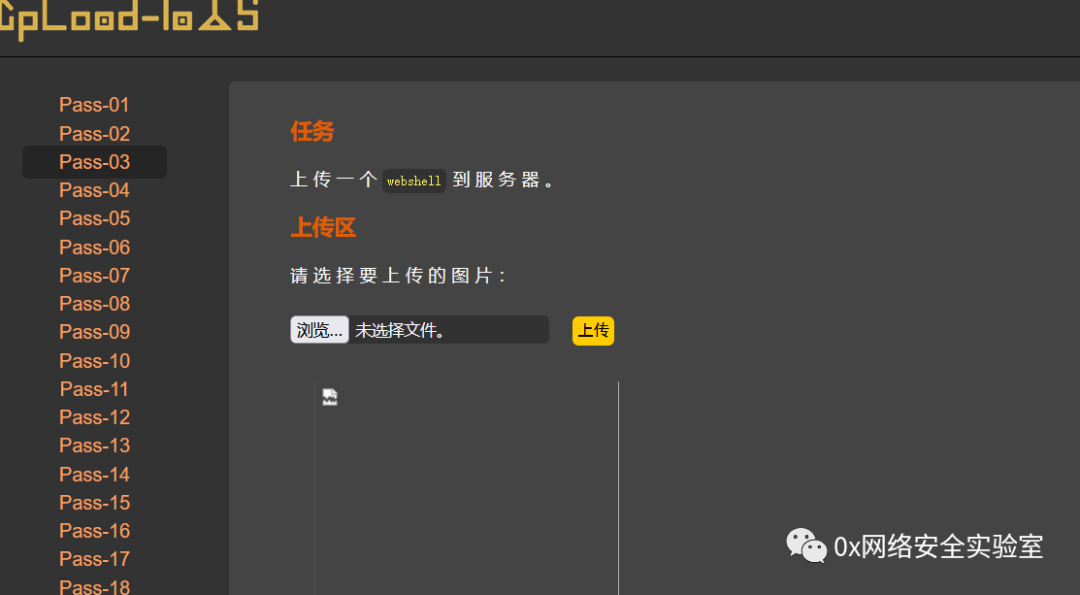 UpLoad-labs
Pass-01
Pass-02
Pass-03
Pass-04
Pass-05
Pass-06
Pass-07
Pass-08
Pass-09
Pass-10
Pass-11
Pass-12
Pass-13
Pass-14
Pass-15
Pass-16
Pass-17
Pass-18
任务
上传一个 webshell 到服务器。
上传区
请选择要上传的图片：
浏览... 未选择文件。 上传
0x网络安全实验室